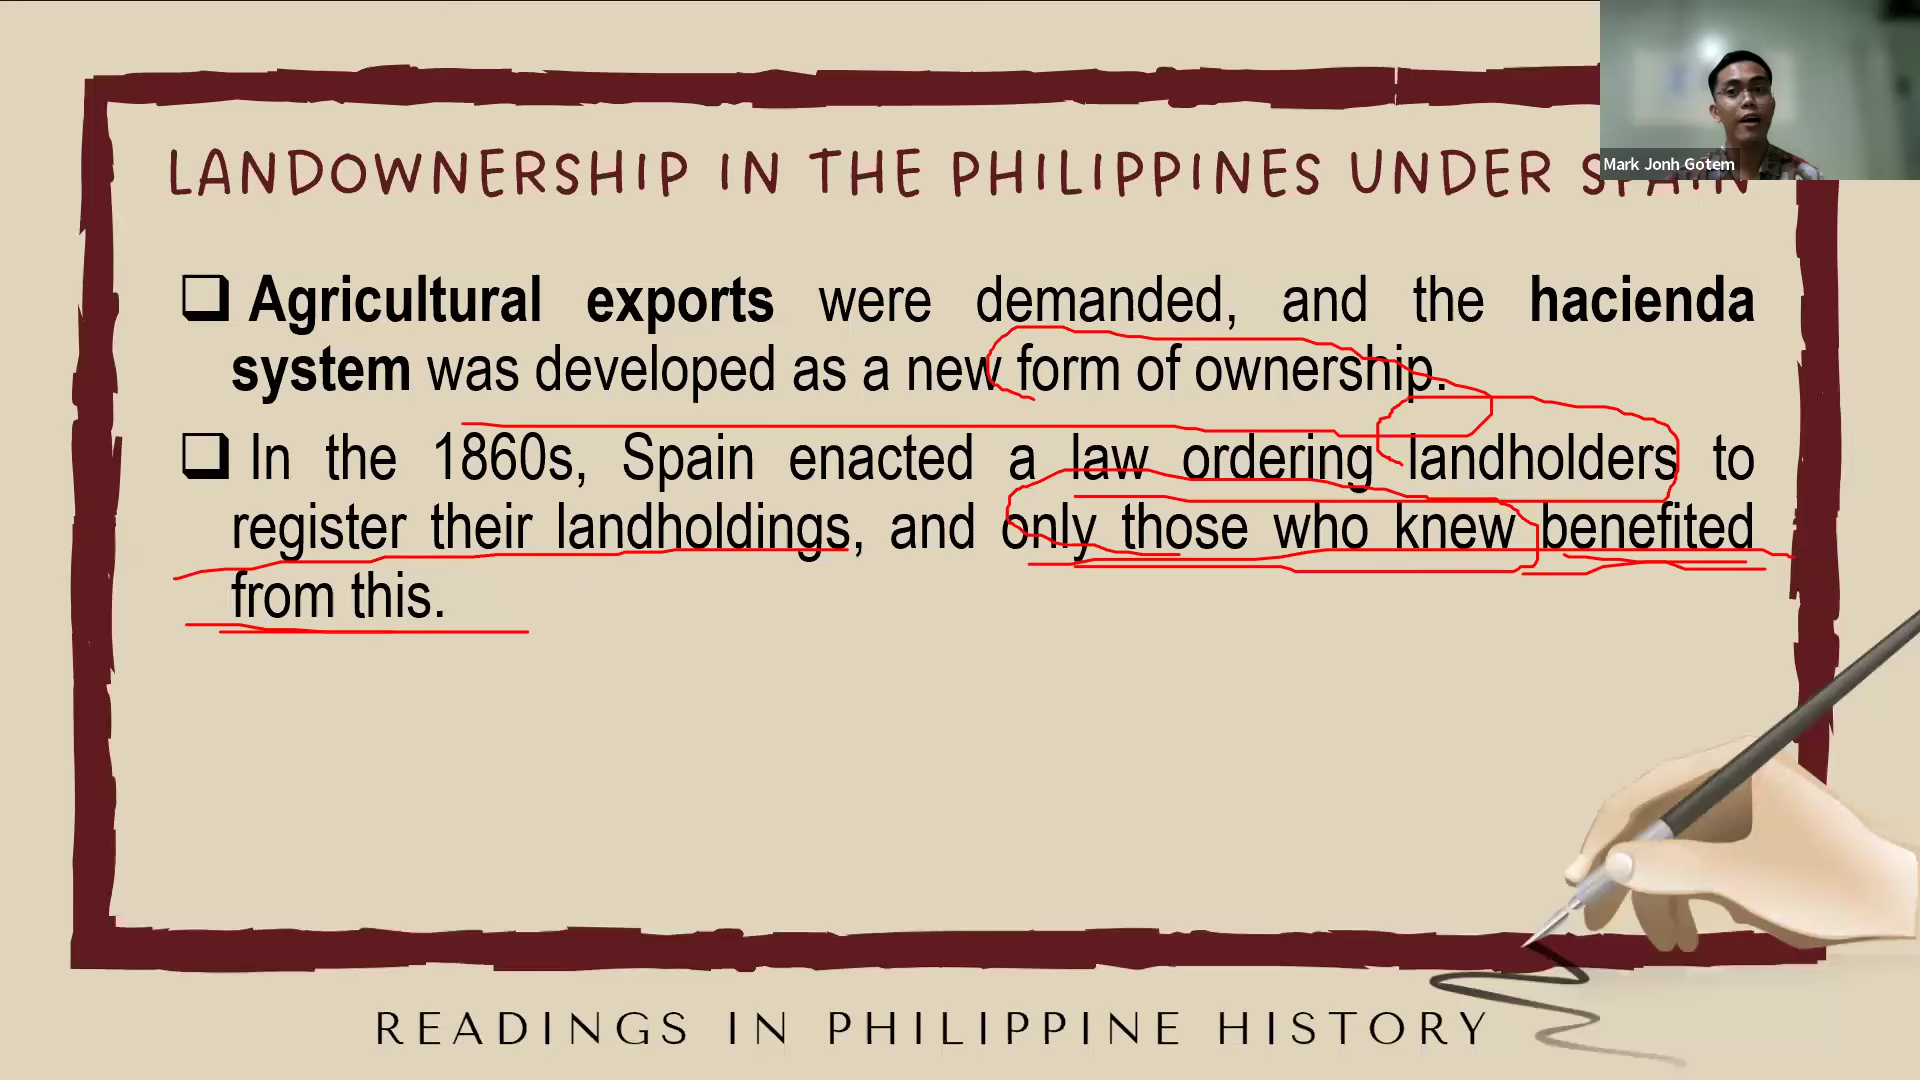 LANDOWNERSHIP IN THE PHILIPPINES UNDER SPAIN
Mark Jonh Gotem
Agricultural exports were demanded, and the hacienda
system was developed as a new form of ownership.
In the 1860s, Spain enacted a law ordering landholders to
register their landholdings, and only those who knew benefited
from this.
READINGS IN PHILIPPINE HISTORY